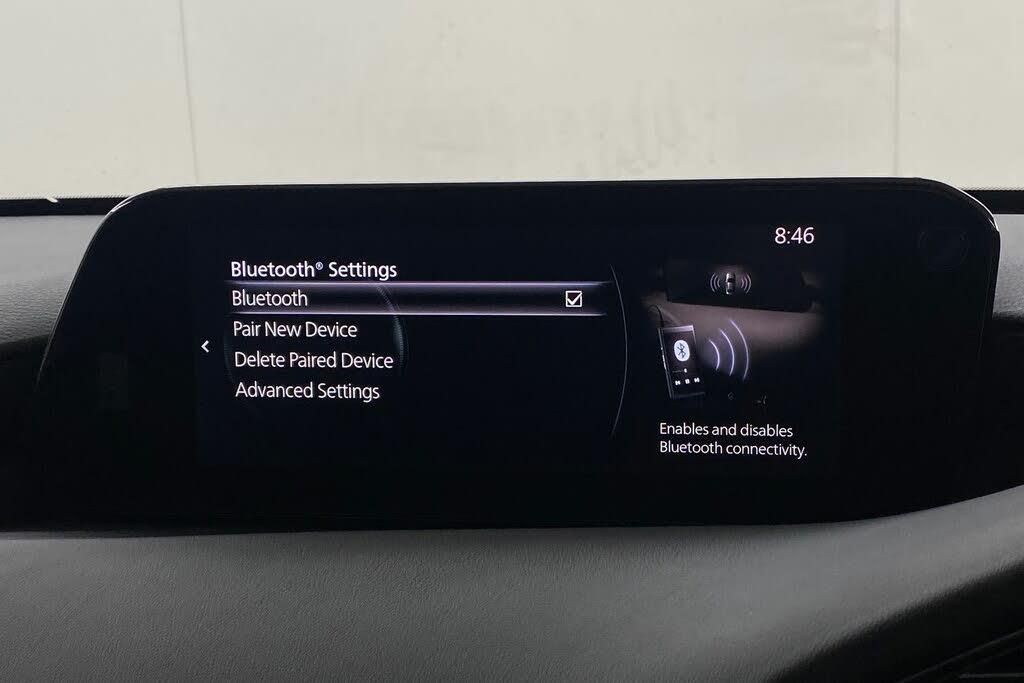 8:46
Bluetooth® Settings
Bluetooth
Pair New Device
Delete Paired Device
Advanced Settings
Enables and disables
Bluetooth connectivity.